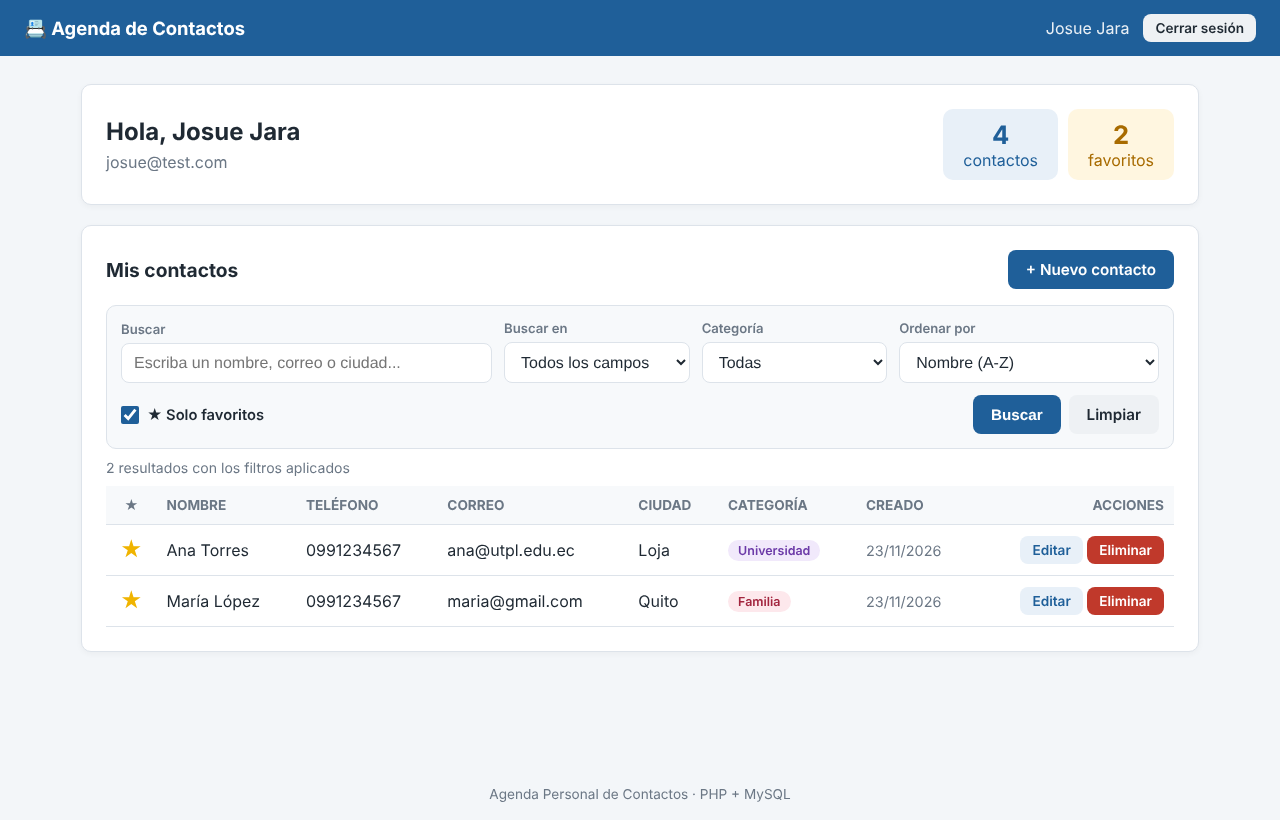 📇 Agenda de Contactos
Josue Jara
Cerrar sesión
Hola, Josue Jara
josue@test.com
4
contactos
2
favoritos
Mis contactos
+ Nuevo contacto
Buscar
Buscar en
Categoría
Ordenar por
Escriba un nombre, correo o ciudad...
Todos los campos
Todas
Nombre (A-Z)
★ Solo favoritos
Buscar
Limpiar
2 resultados con los filtros aplicados
★ NOMBRE TELÉFONO CORREO CIUDAD CATEGORÍA CREADO ACCIONES
★ Ana Torres 0991234567 ana@utpl.edu.ec Loja Universidad 23/11/2026 Editar Eliminar
★ María López 0991234567 maria@gmail.com Quito Familia 23/11/2026 Editar Eliminar
Agenda Personal de Contactos · PHP + MySQL